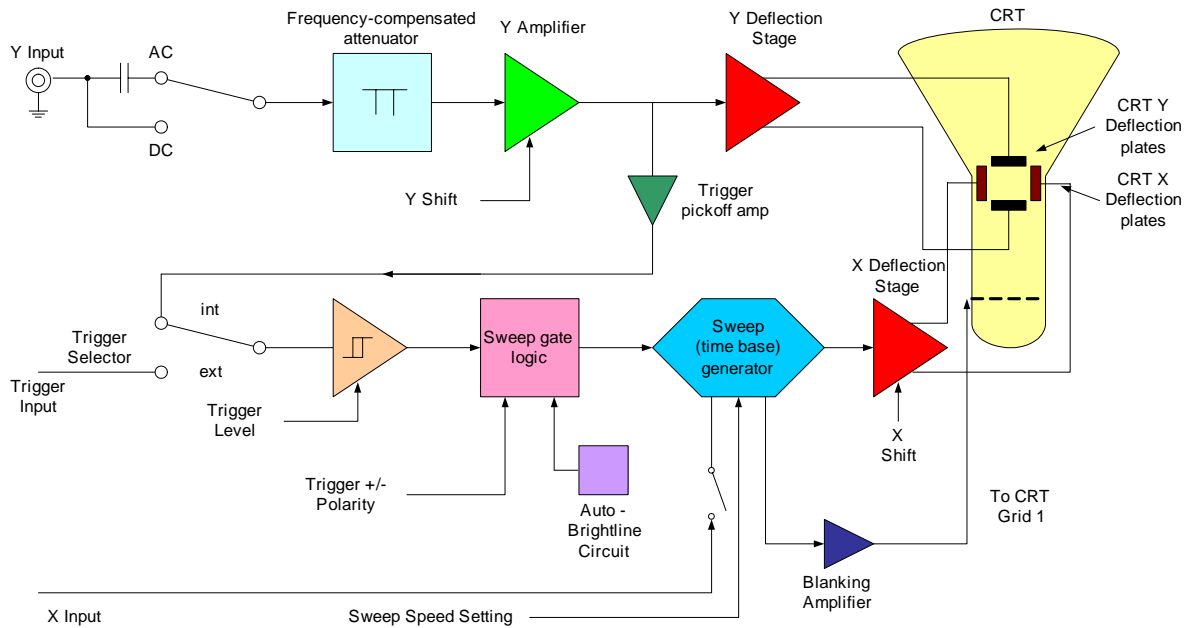 Frequency-compensated
attenuator
Y Amplifier
Y Deflection
Stage
CRT
Y Input
AC
DC
CRT Y
Deflection
plates
CRT X
Deflection
plates
Y Shift
Trigger
pickoff amp
X Deflection
Stage
int
Trigger
Selector
ext
Trigger
Input
Sweep gate
logic
Sweep
(time base)
generator
Trigger
Level
X
Shift
Trigger +/-
Polarity
Auto -
Brightline
Circuit
To CRT
Grid 1
Blanking
Amplifier
X Input
Sweep Speed Setting